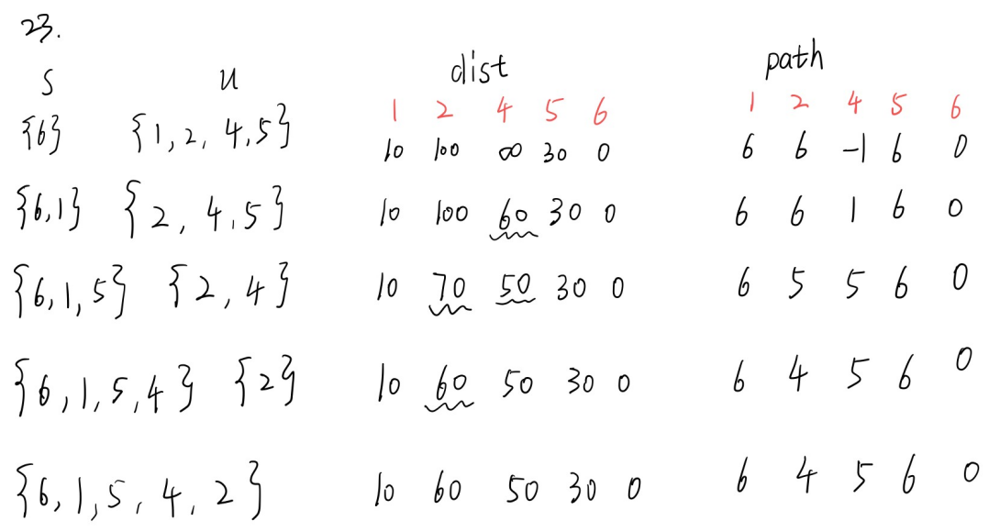 23.
S u dist path
1 2 4 5 6 1 2 4 5 6
{6} {1,2,4,5} 10 100 ∞ 30 0 6 6 -1 6 0
{6,1} {2,4,5} 10 100 60 30 0 6 6 1 6 0
{6,1,5} {2,4} 10 70 50 30 0 6 5 5 6 0
{6,1,5,4} {2} 10 60 50 30 0 6 4 5 6 0
{6,1,5,4,2} 10 60 50 30 0 6 4 5 6 0